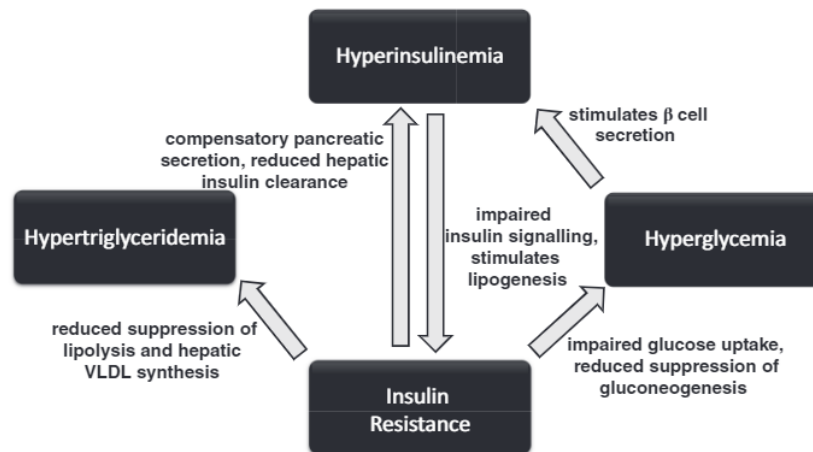 Hyperinsulinemia
stimulates β cell
secretion
compensatory pancreatic
secretion, reduced hepatic
insulin clearance
impaired
insulin signalling,
stimulates
lipogenesis
Hypertriglyceridemia
Hyperglycemia
reduced suppression of
lipolysis and hepatic
VLDL synthesis
impaired glucose uptake,
reduced suppression of
gluconeogenesis
Insulin
Resistance